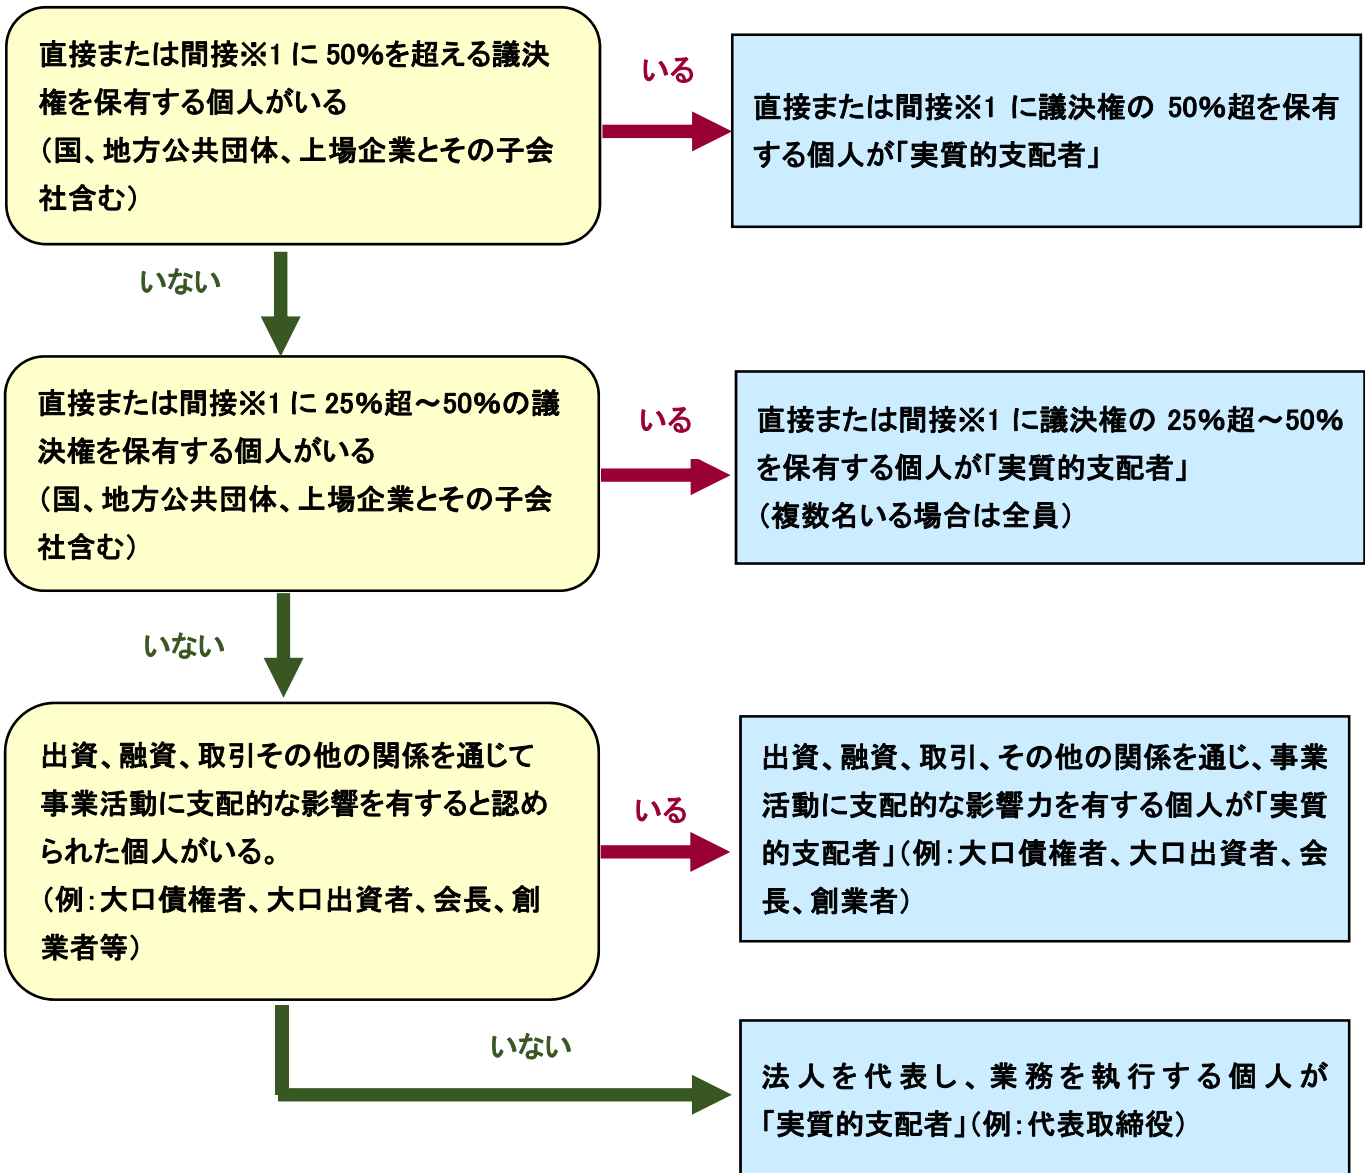 直接または間接※1 に 50%を超える議決
権を保有する個人がいる
（国、地方公共団体、上場企業とその子会
社含む）
いる
直接または間接※1 に議決権の 50%超を保有
する個人が「実質的支配者」
いない
直接または間接※1 に 25%超～50%の議
決権を保有する個人がいる
（国、地方公共団体、上場企業とその子会
社含む）
いる
直接または間接※1 に議決権の 25%超～50%
を保有する個人が「実質的支配者」
（複数名いる場合は全員）
いない
出資、融資、取引その他の関係を通じて
事業活動に支配的な影響を有すると認め
られた個人がいる。
（例：大口債権者、大口出資者、会長、創
業者等）
いる
出資、融資、取引、その他の関係を通じ、事業
活動に支配的な影響力を有する個人が「実質
的支配者」（例：大口債権者、大口出資者、会
長、創業者）
いない
法人を代表し、業務を執行する個人が
「実質的支配者」（例：代表取締役）